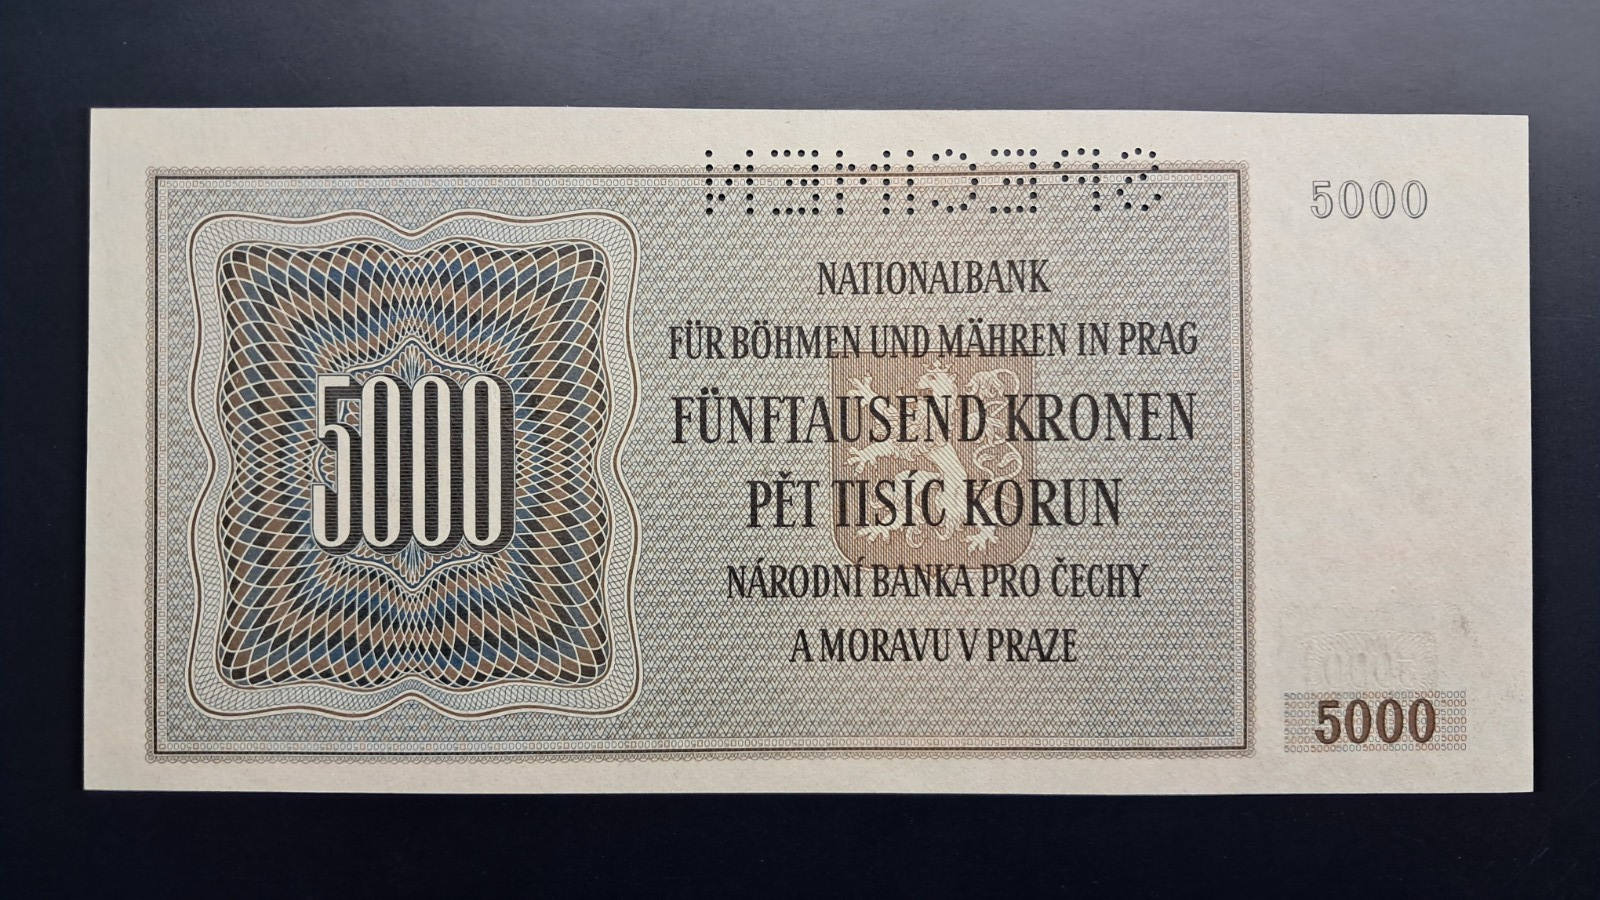 SPECIMEN
5000
NATIONALBANK
FÜR BÖHMEN UND MÄHREN IN PRAG
FÜNFTAUSEND KRONEN
5000
PĚT TISÍC KORUN
NÁRODNÍ BANKA PRO ČECHY
A MORAVU V PRAZE
5000